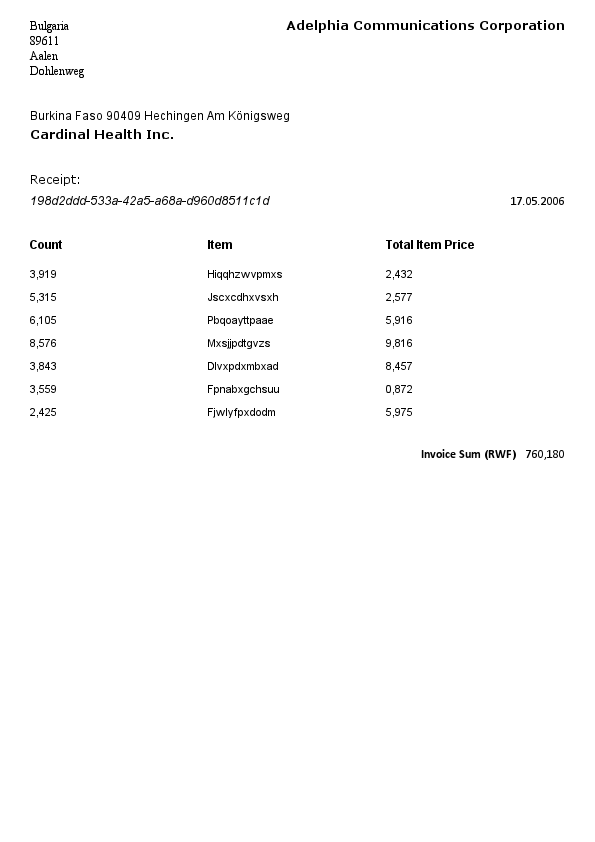 Bulgaria
89611
Aalen
Dohlenweg
Adelphia Communications Corporation
Burkina Faso 90409 Hechingen Am Königsweg
Cardinal Health Inc.
Receipt:
198d2ddd-533a-42a5-a68a-d960d8511c1d 17.05.2006
Count Item Total Item Price
3,919 Hiqqhzwvpmxs 2,432
5,315 Jscxcdhxvsxh 2,577
6,105 Pbqoayttpaae 5,916
8,576 Mxsjjpdtgvzs 9,816
3,843 Dlvxpdxmbxad 8,457
3,559 Fpnabxgchsuu 0,872
2,425 Fjwlyfpxdodm 5,975
Invoice Sum (RWF) 760,180